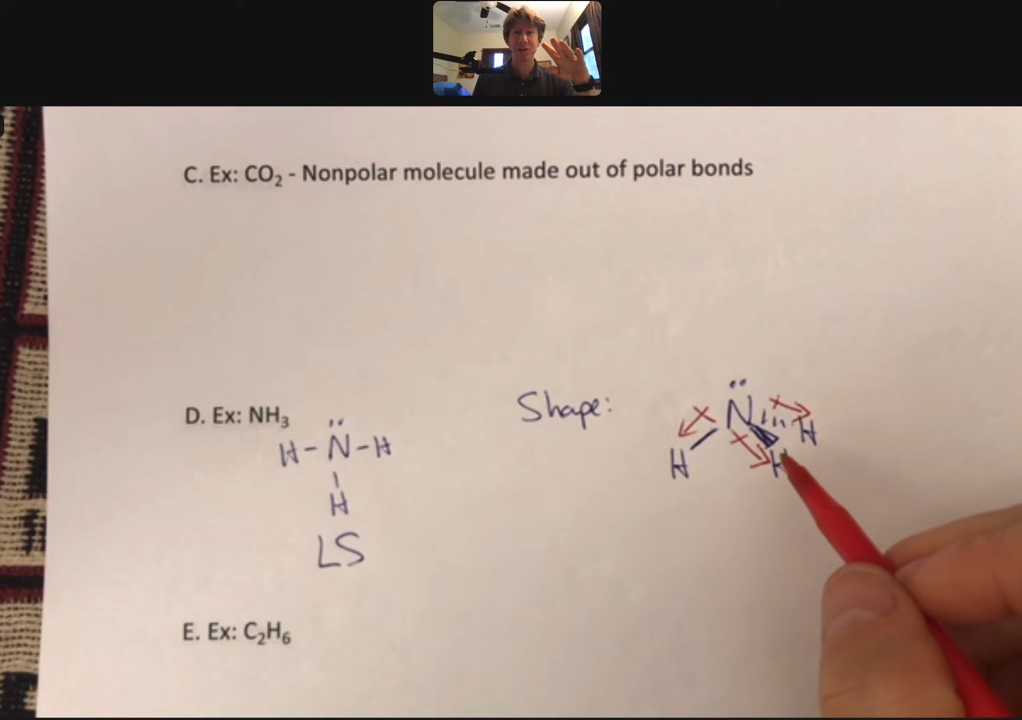 C. Ex: CO₂ - Nonpolar molecule made out of polar bonds
D. Ex: NH₃
H-N̈-H
H
LS
Shape:
N̈
H H H
E. Ex: C₂H₆